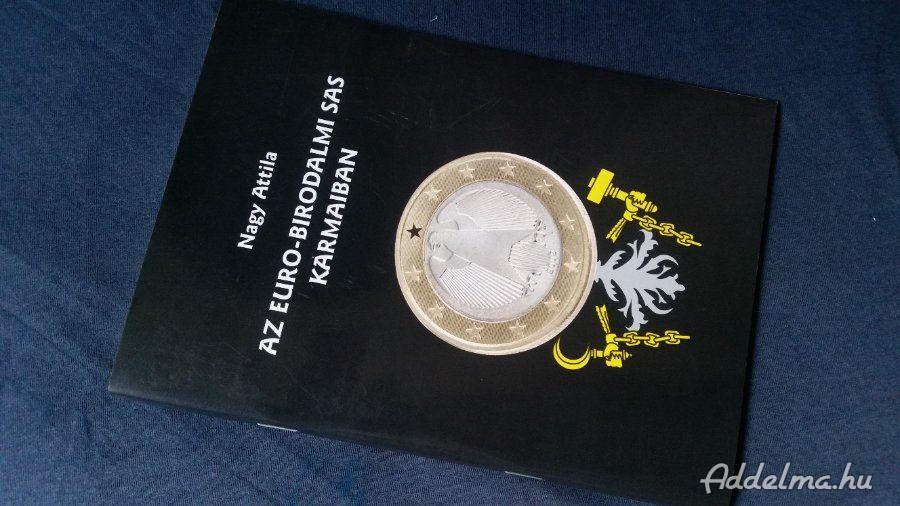 Nagy Attila
AZ EURO-BIRODALMI SAS
KARMAIBAN
Addelma.hu